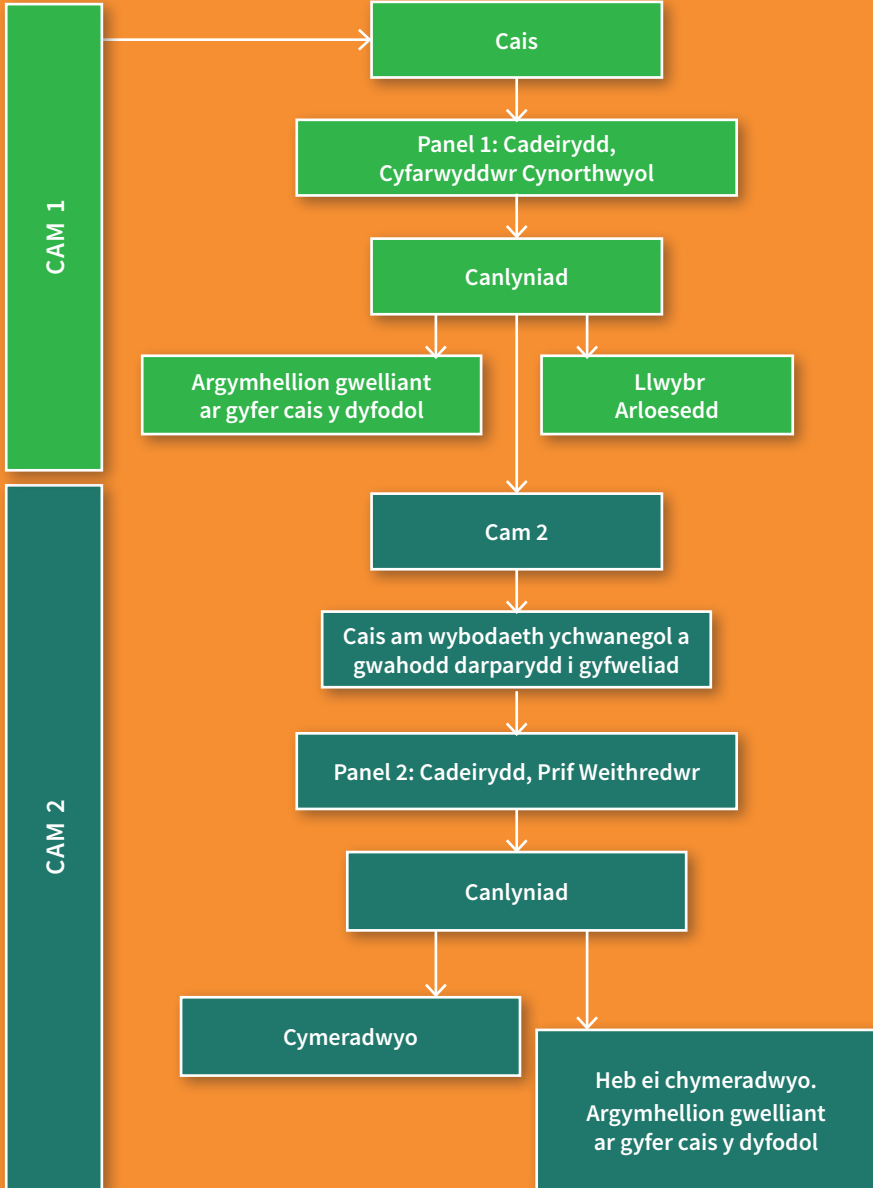 CAM 1
Cais
Panel 1: Cadeirydd,
Cyfarwyddwr Cynorthwyol
Canlyniad
Argymhellion gwelliant
ar gyfer cais y dyfodol
Llwybr
Arloesedd
CAM 2
Cam 2
Cais am wybodaeth ychwanegol a
gwahodd darparydd i gyfweliad
Panel 2: Cadeirydd, Prif Weithredwr
Canlyniad
Cymeradwyo
Heb ei chymeradwyo.
Argymhellion gwelliant
ar gyfer cais y dyfodol